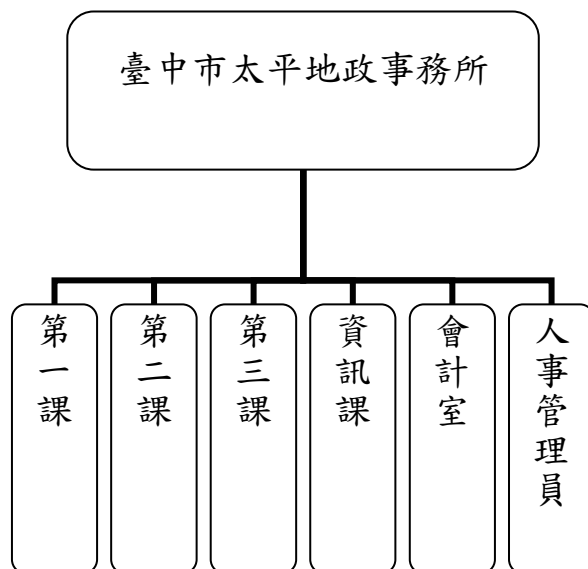 臺中市太平地政事務所
第一課
第二課
第三課
資訊課
會計室
人事管理員